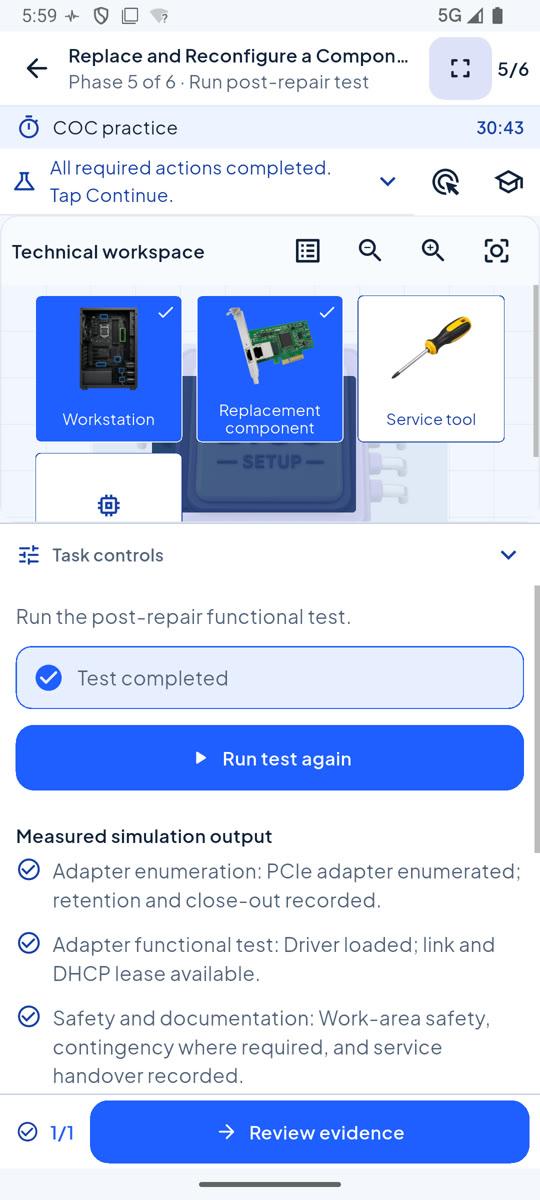 5:59
5G
Replace and Reconfigure a Compon…
Phase 5 of 6 · Run post-repair test
5/6
COC practice
30:43
All required actions completed.
Tap Continue.
Technical workspace
Workstation
Replacement
component
Service tool
SETUP
Task controls
Run the post-repair functional test.
Test completed
Run test again
Measured simulation output
Adapter enumeration: PCIe adapter enumerated;
retention and close-out recorded.
Adapter functional test: Driver loaded; link and
DHCP lease available.
Safety and documentation: Work-area safety,
contingency where required, and service
handover recorded.
1/1
Review evidence